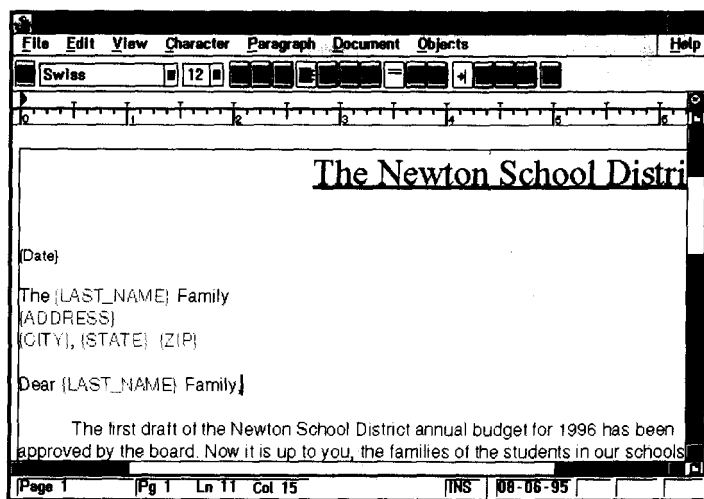 File Edit View Character Paragraph Document Objects Help
Swiss 12
0 1 2 3 4 5 6
The Newton School Distri
{Date}
The {LAST_NAME} Family
{ADDRESS}
{CITY}, {STATE} {ZIP}
Dear {LAST_NAME} Family,
The first draft of the Newton School District annual budget for 1996 has been
approved by the board. Now it is up to you, the families of the students in our schools
Page 1 Pg 1 Ln 11 Col 15 INS 08-06-95